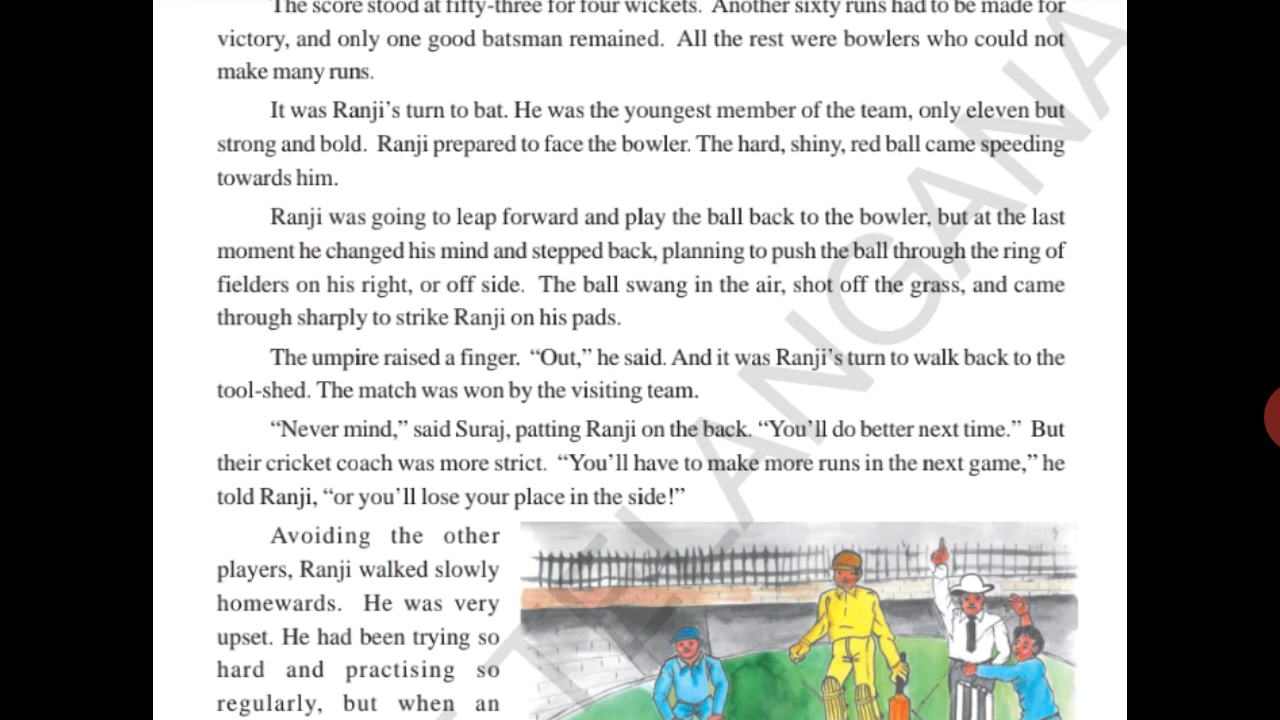 The score stood at fifty-three for four wickets. Another sixty runs had to be made for
victory, and only one good batsman remained. All the rest were bowlers who could not
make many runs.
It was Ranji's turn to bat. He was the youngest member of the team, only eleven but
strong and bold. Ranji prepared to face the bowler. The hard, shiny, red ball came speeding
towards him.
Ranji was going to leap forward and play the ball back to the bowler, but at the last
moment he changed his mind and stepped back, planning to push the ball through the ring of
fielders on his right, or off side. The ball swang in the air, shot off the grass, and came
through sharply to strike Ranji on his pads.
The umpire raised a finger. “Out,” he said. And it was Ranji's turn to walk back to the
tool-shed. The match was won by the visiting team.
“Never mind,” said Suraj, patting Ranji on the back. “You'll do better next time.” But
their cricket coach was more strict. “You'll have to make more runs in the next game,” he
told Ranji, “or you'll lose your place in the side!”
Avoiding the other
players, Ranji walked slowly
homewards. He was very
upset. He had been trying so
hard and practising so
regularly, but when an
TELANGANA